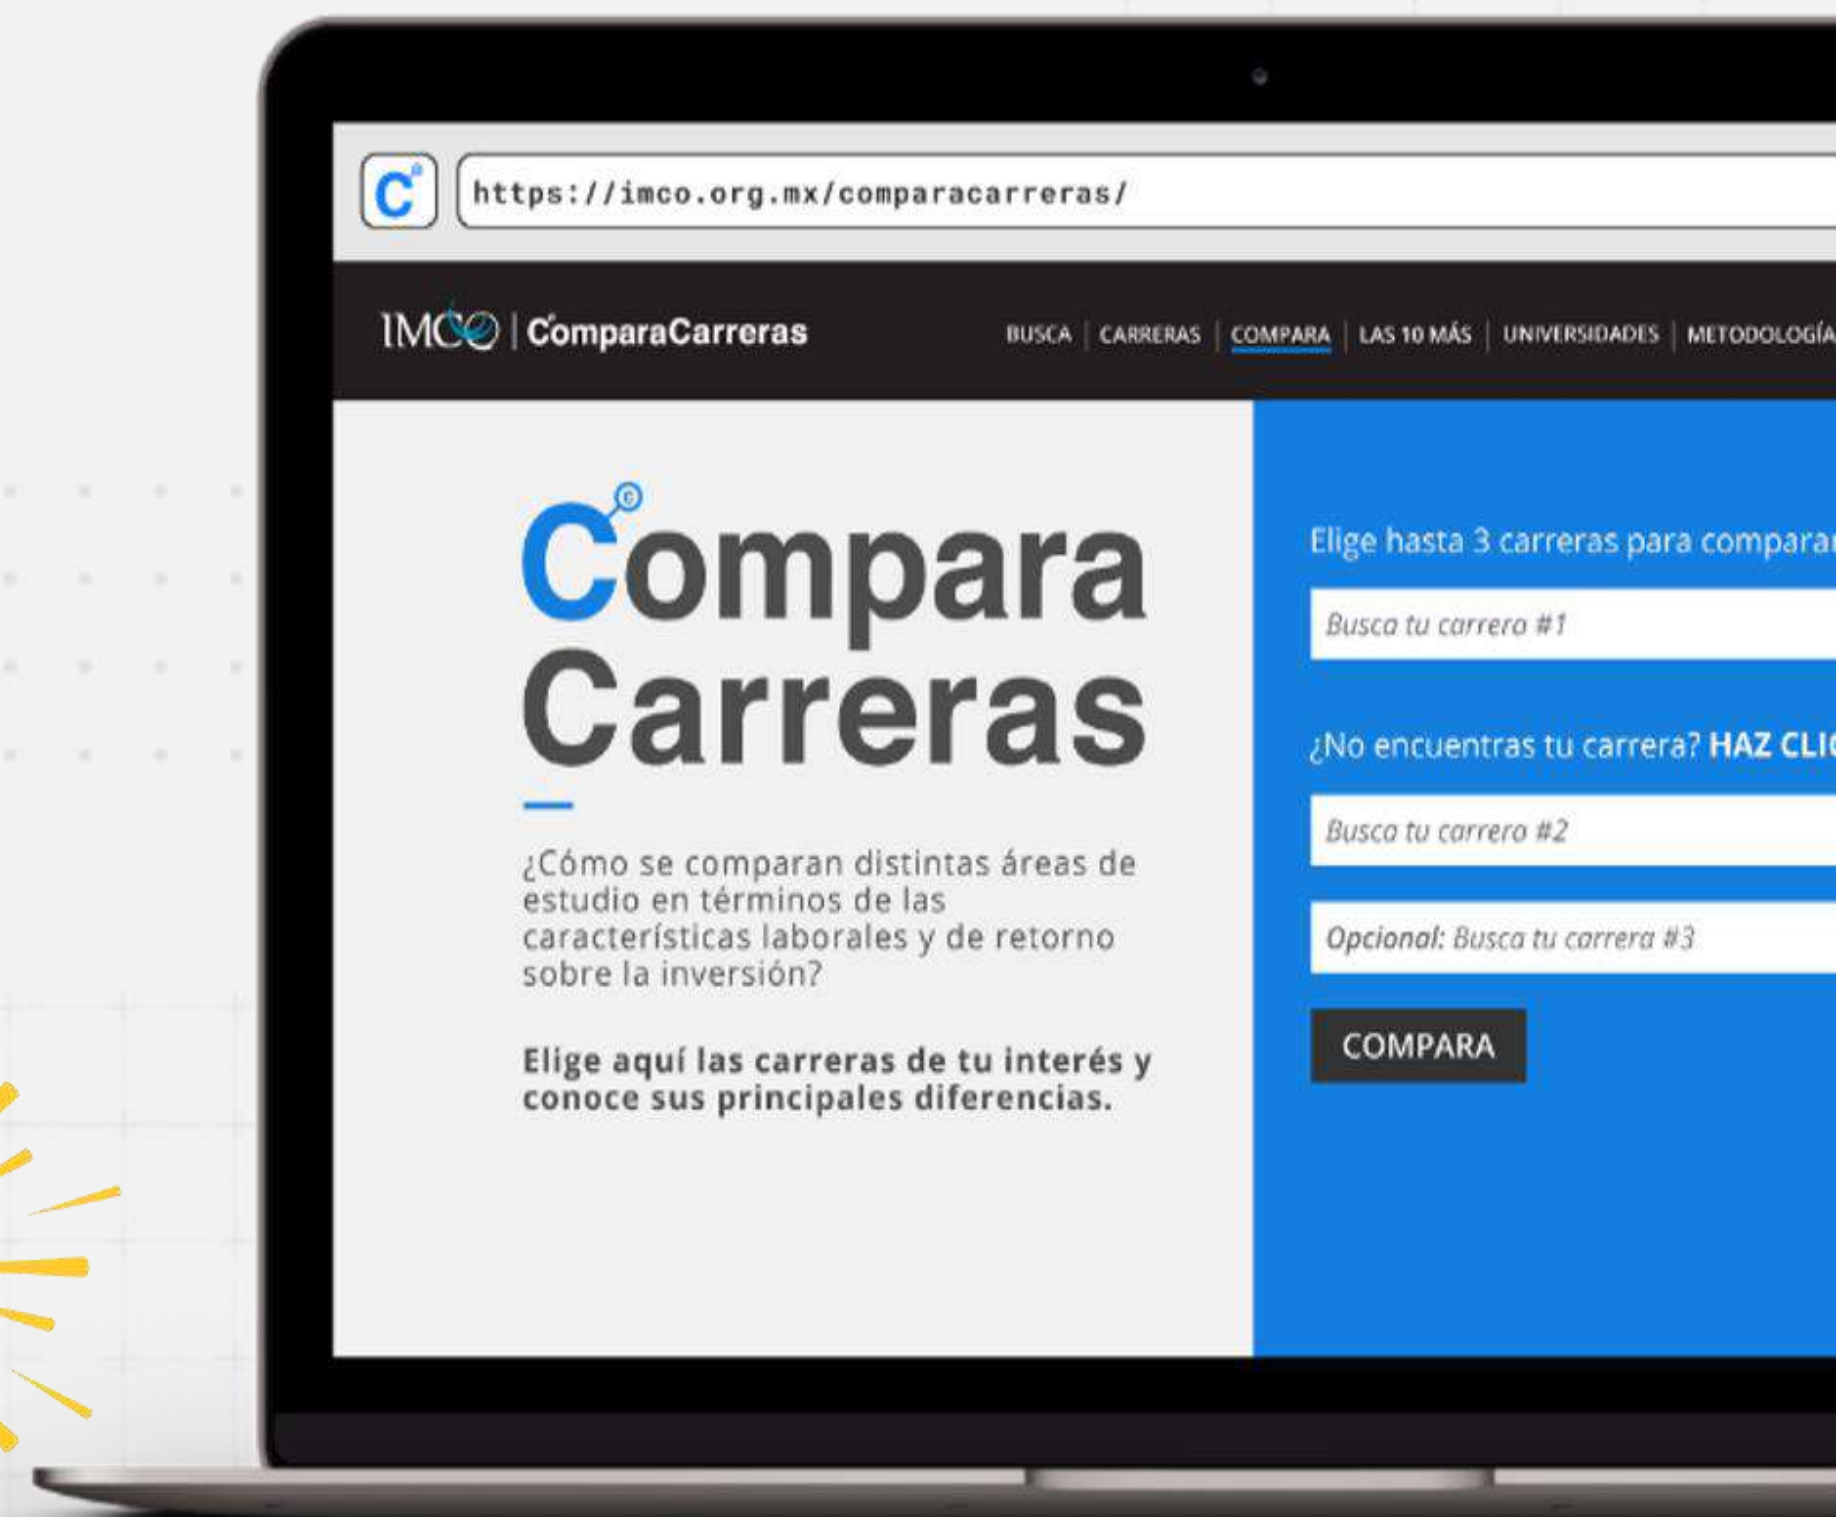 C
https://imco.org.mx/comparacarreras/
IMCO | ComparaCarreras
BUSCA | CARRERAS | COMPARA | LAS 10 MÁS | UNIVERSIDADES | METODOLOGÍA
Compara
Carreras
¿Cómo se comparan distintas áreas de
estudio en términos de las
características laborales y de retorno
sobre la inversión?
Elige aquí las carreras de tu interés y
conoce sus principales diferencias.
Elige hasta 3 carreras para comparar
Busca tu carrera #1
¿No encuentras tu carrera? HAZ CLIC
Busca tu carrera #2
Opcional: Busca tu carrera #3
COMPARA